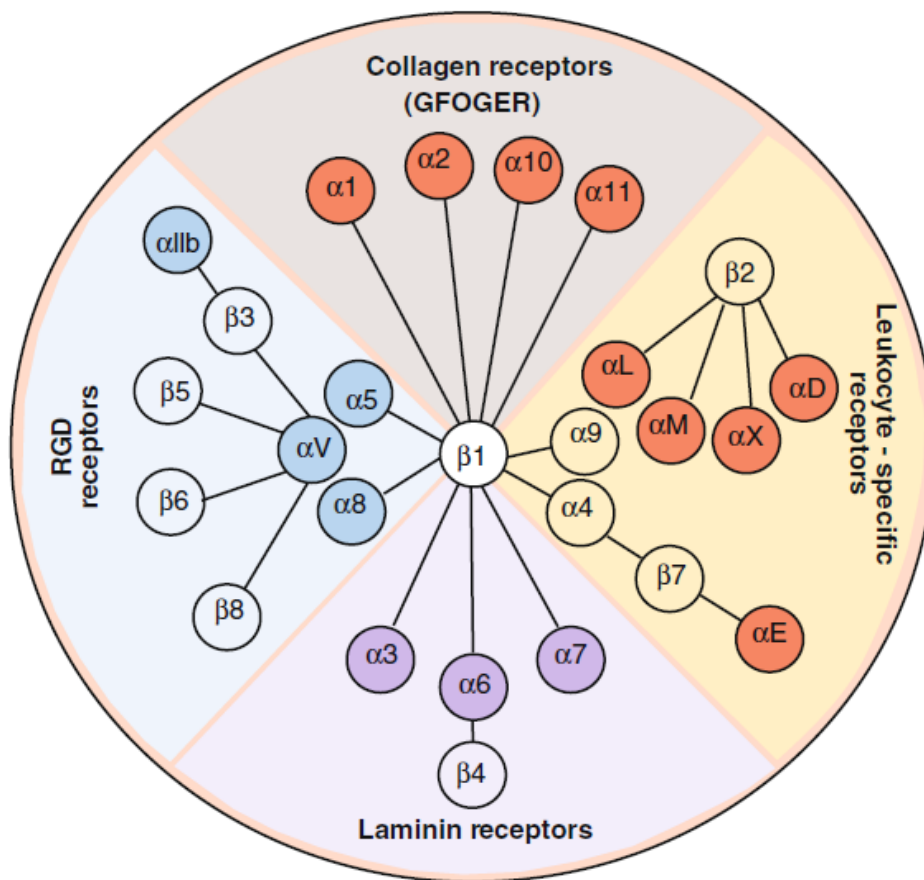 Collagen receptors
(GFOGER)
α1
α2
α10
α11
αIIb
β3
β5
αV
β6
β8
α5
α8
RGD
receptors
β1
β2
αL
αM
αX
αD
α9
α4
β7
αE
Leukocyte - specific
receptors
α3
α6
α7
β4
Laminin receptors